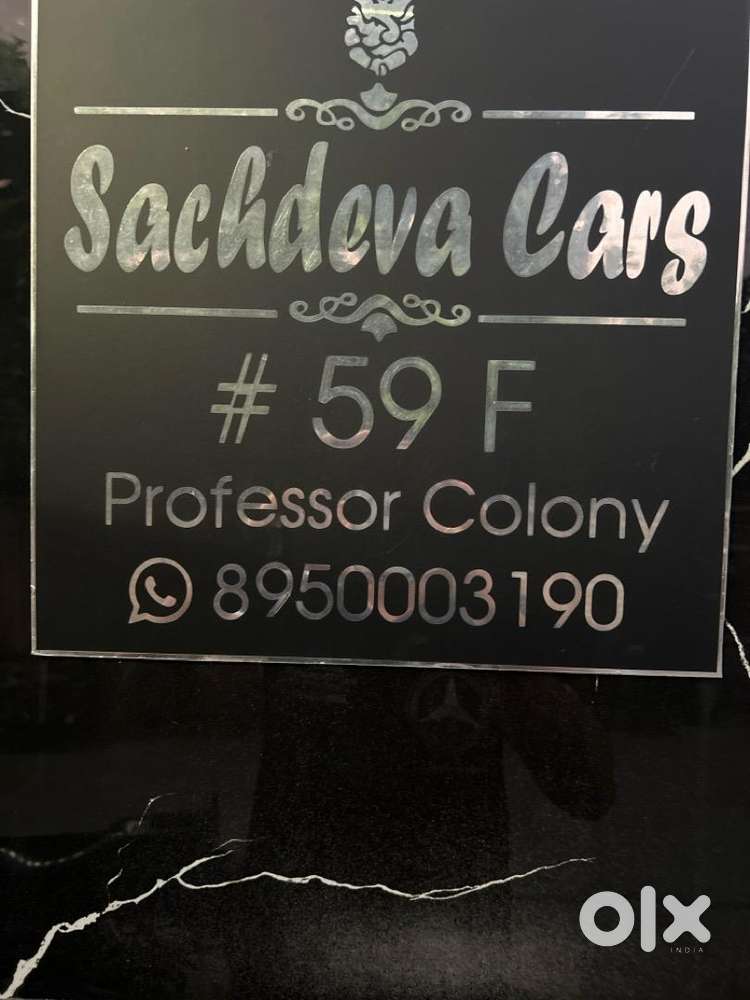 Sachdeva Cars
# 59 F
Professor Colony
8950003190
olx
INDIA